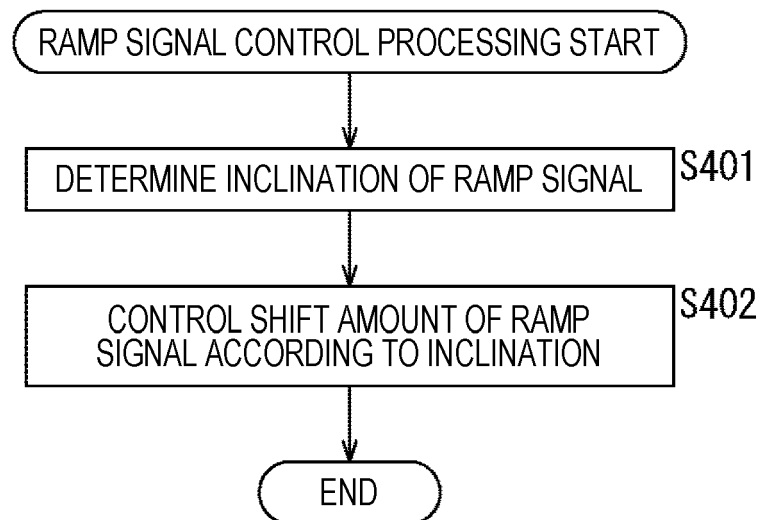 RAMP SIGNAL CONTROL PROCESSING START
DETERMINE INCLINATION OF RAMP SIGNAL
S401
CONTROL SHIFT AMOUNT OF RAMP
SIGNAL ACCORDING TO INCLINATION
S402
END